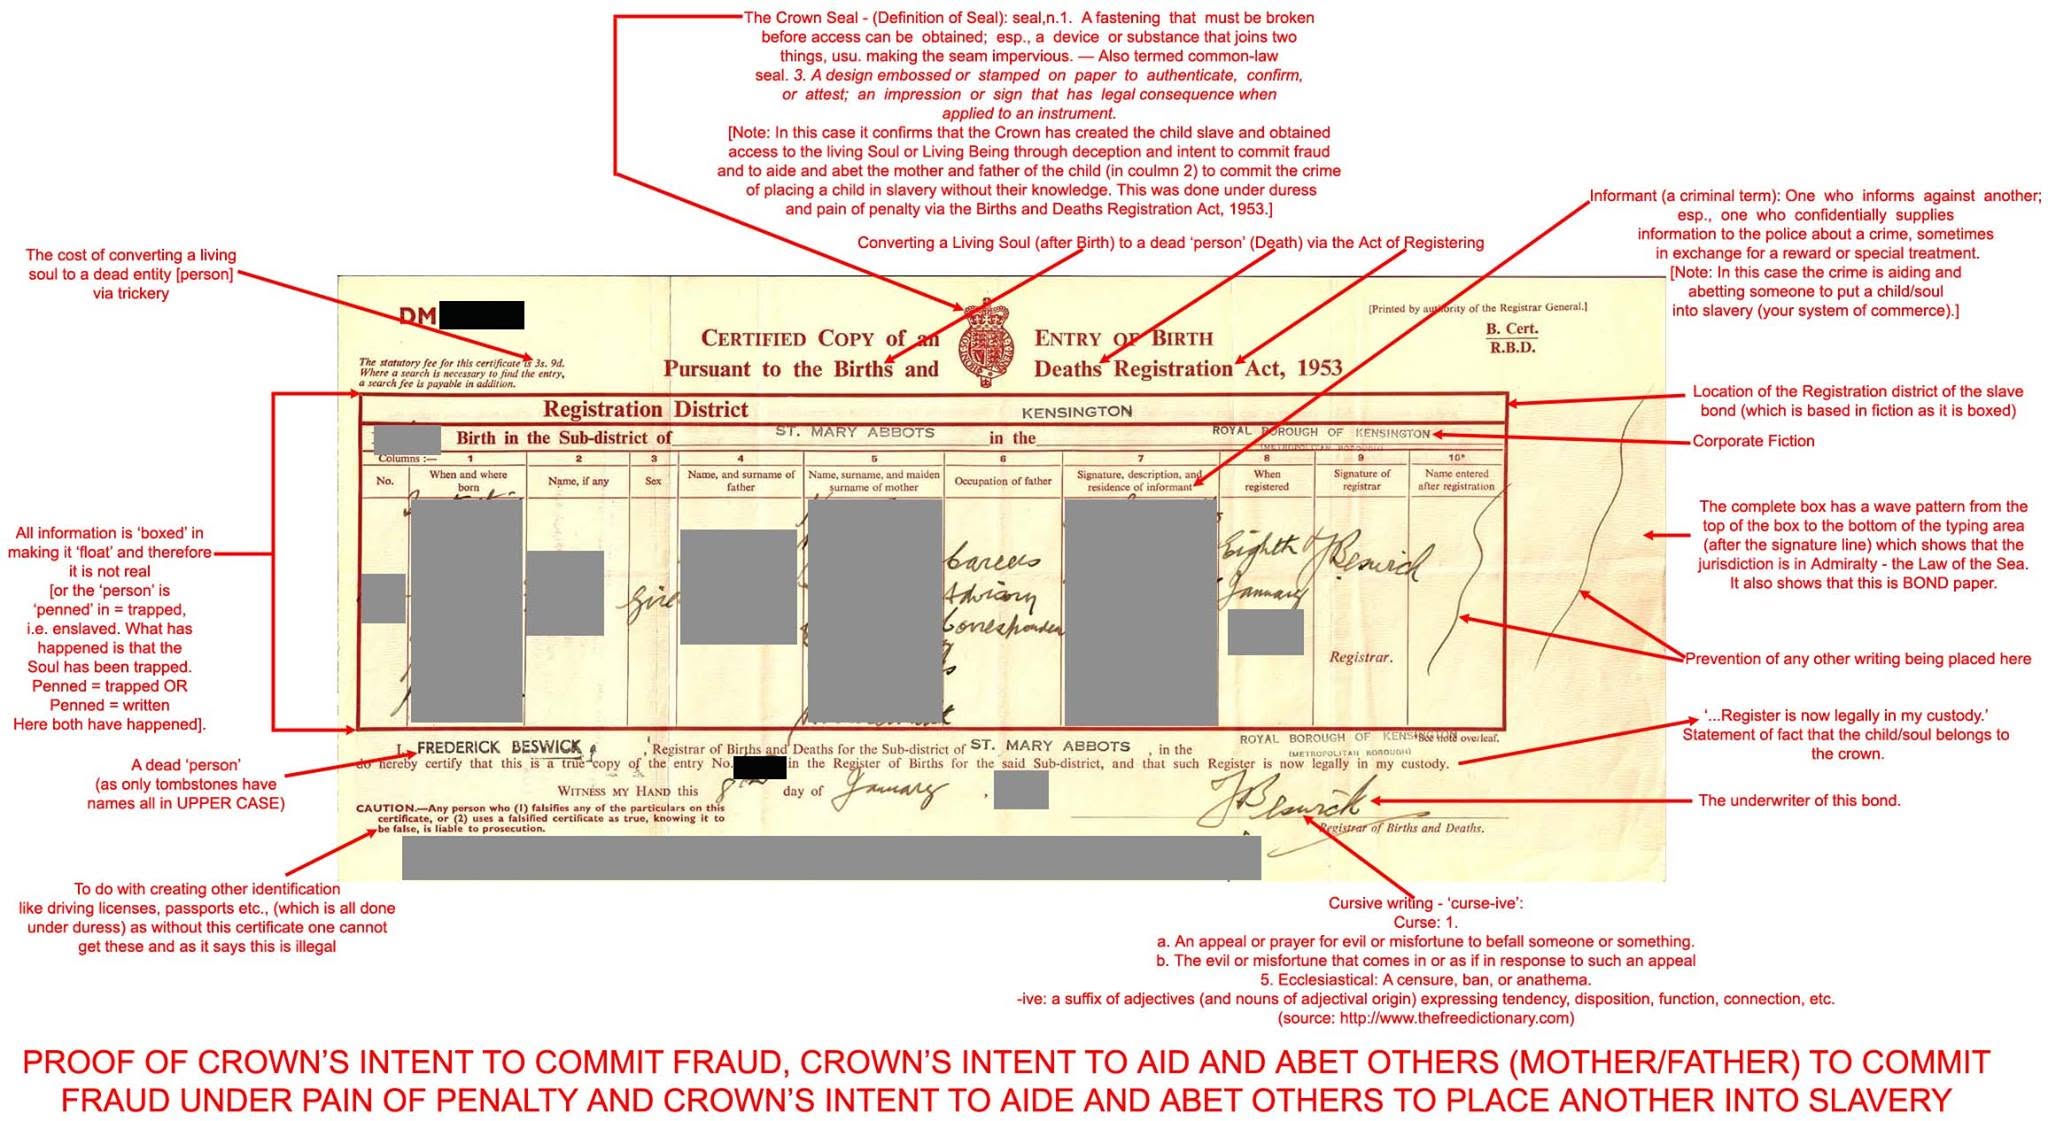 The Crown Seal - (Definition of Seal): seal,n.1. A fastening that must be broken
before access can be obtained; esp., a device or substance that joins two
things, usu. making the seam impervious. — Also termed common-law
seal. 3. A design embossed or stamped on paper to authenticate, confirm,
or attest; an impression or sign that has legal consequence when
applied to an instrument.
[Note: In this case it confirms that the Crown has created the child slave and obtained
access to the living Soul or Living Being through deception and intent to commit fraud
and to aide and abet the mother and father of the child (in coulmn 2) to commit the crime
of placing a child in slavery without their knowledge. This was done under duress
and pain of penalty via the Births and Deaths Registration Act, 1953.]
Informant (a criminal term): One who informs against another;
esp., one who confidentially supplies
information to the police about a crime, sometimes
in exchange for a reward or special treatment.
[Note: In this case the crime is aiding and
abetting someone to put a child/soul
into slavery (your system of commerce).]
Converting a Living Soul (after Birth) to a dead ‘person’ (Death) via the Act of Registering
The cost of converting a living
soul to a dead entity [person]
via trickery
DM
[Printed by authority of the Registrar General.]
B. Cert.
R.B.D.
CERTIFIED COPY of an ENTRY OF BIRTH
Pursuant to the Births and Deaths Registration Act, 1953
The statutory fee for this certificate is 3s. 9d.
Where a search is necessary to find the entry,
a search fee is payable in addition.
Registration District KENSINGTON
Birth in the Sub-district of ST. MARY ABBOTS in the ROYAL BOROUGH OF KENSINGTON
(METROPOLITAN BOROUGH)
Columns :— 1 2 3 4 5 6 7 8 9 10*
No.
When and where
born
Name, if any
Sex
Name, and surname of
father
Name, surname, and maiden
surname of mother
Occupation of father
Signature, description, and
residence of informant
When
registered
Signature of
registrar
Name entered
after registration
Girl
Careers
Advisory
Corresponden
Eighth
January
F Beswick
Registrar.
Location of the Registration district of the slave
bond (which is based in fiction as it is boxed)
Corporate Fiction
The complete box has a wave pattern from the
top of the box to the bottom of the typing area
(after the signature line) which shows that the
jurisdiction is in Admiralty - the Law of the Sea.
It also shows that this is BOND paper.
Prevention of any other writing being placed here
‘...Register is now legally in my custody.’
Statement of fact that the child/soul belongs to
the crown.
The underwriter of this bond.
All information is ‘boxed’ in
making it ‘float’ and therefore
it is not real
[or the ‘person’ is
‘penned’ in = trapped,
i.e. enslaved. What has
happened is that the
Soul has been trapped.
Penned = trapped OR
Penned = written
Here both have happened].
A dead ‘person’
(as only tombstones have
names all in UPPER CASE)
I, FREDERICK BESWICK, Registrar of Births and Deaths for the Sub-district of ST. MARY ABBOTS, in the ROYAL BOROUGH OF KENSINGTON *See note overleaf.
(METROPOLITAN BOROUGH)
do hereby certify that this is a true copy of the entry No. in the Register of Births for the said Sub-district, and that such Register is now legally in my custody.
WITNESS MY HAND this 8th day of January,
CAUTION.—Any person who (1) falsifies any of the particulars on this
certificate, or (2) uses a falsified certificate as true, knowing it to
be false, is liable to prosecution.
F Beswick
Registrar of Births and Deaths.
To do with creating other identification
like driving licenses, passports etc., (which is all done
under duress) as without this certificate one cannot
get these and as it says this is illegal
Cursive writing - ‘curse-ive’:
Curse: 1.
a. An appeal or prayer for evil or misfortune to befall someone or something.
b. The evil or misfortune that comes in or as if in response to such an appeal
5. Ecclesiastical: A censure, ban, or anathema.
-ive: a suffix of adjectives (and nouns of adjectival origin) expressing tendency, disposition, function, connection, etc.
(source: http://www.thefreedictionary.com)
PROOF OF CROWN’S INTENT TO COMMIT FRAUD, CROWN’S INTENT TO AID AND ABET OTHERS (MOTHER/FATHER) TO COMMIT
FRAUD UNDER PAIN OF PENALTY AND CROWN’S INTENT TO AIDE AND ABET OTHERS TO PLACE ANOTHER INTO SLAVERY